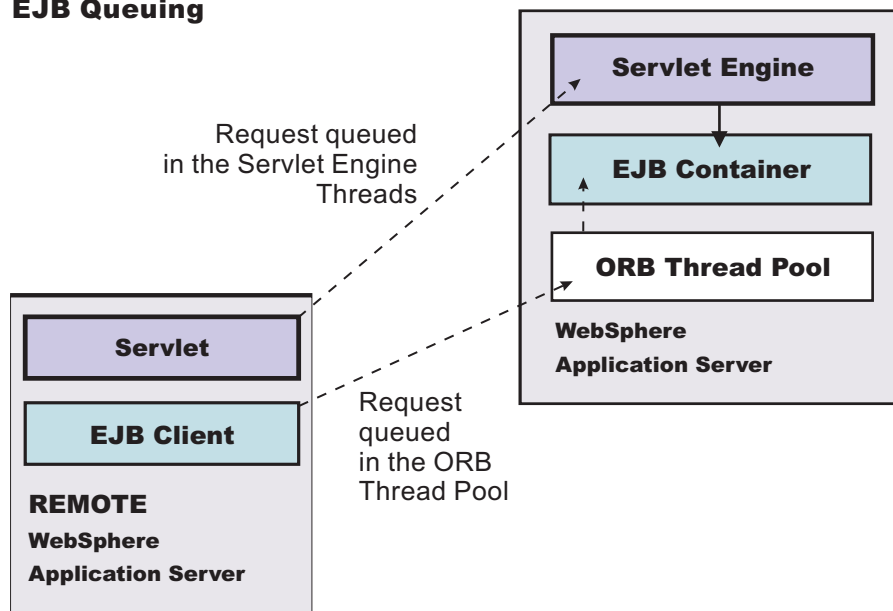 EJB Queuing
Servlet Engine
Request queued
in the Servlet Engine
Threads
EJB Container
ORB Thread Pool
WebSphere
Application Server
Servlet
EJB Client
Request
queued
in the ORB
Thread Pool
REMOTE
WebSphere
Application Server